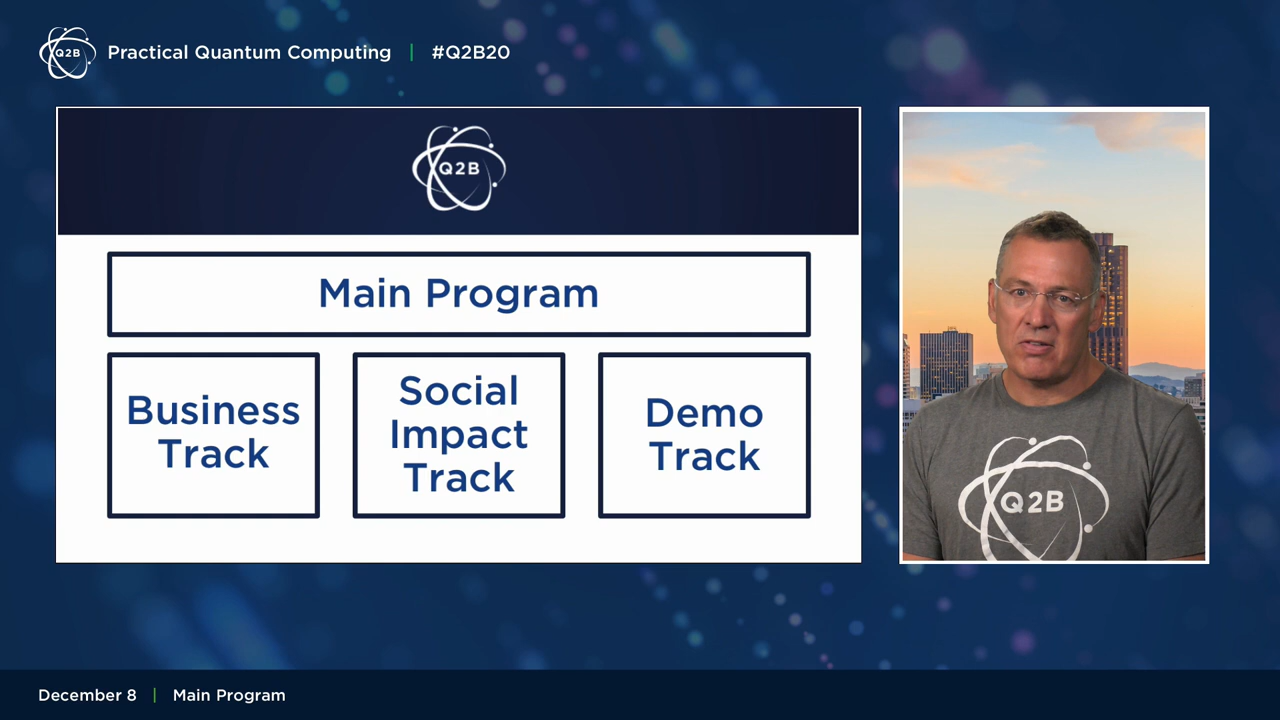 Q2B
Practical Quantum Computing | #Q2B20
Q2B
Main Program
Business
Track
Social
Impact
Track
Demo
Track
Q2B
December 8 | Main Program